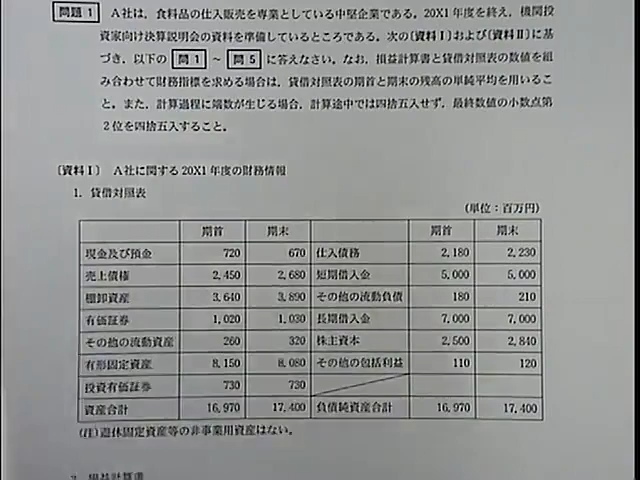 問題1 A社は，食料品の仕入販売を専業としている中堅企業である。20X1年度を終え，機関投
資家向け決算説明会の資料を準備しているところである。次の〔資料Ⅰ〕および〔資料Ⅱ〕に基
づき，以下の 問1 ～ 問5 に答えなさい。なお，損益計算書と貸借対照表の数値を組
み合わせて財務指標を求める場合は，貸借対照表の期首と期末の残高の単純平均を用いるこ
と。また，計算過程に端数が生じる場合，計算途中では四捨五入せず，最終数値の小数点第
2位を四捨五入すること。
〔資料Ⅰ〕 A社に関する20X1年度の財務情報
1．貸借対照表
(単位：百万円)
期首 期末 期首 期末
現金及び預金 720 670 仕入債務 2,180 2,230
売上債権 2,450 2,680 短期借入金 5,000 5,000
棚卸資産 3,640 3,890 その他の流動負債 180 210
有価証券 1,020 1,030 長期借入金 7,000 7,000
その他の流動資産 260 320 株主資本 2,500 2,840
有形固定資産 8,150 8,080 その他の包括利益 110 120
投資有価証券 730 730
資産合計 16,970 17,400 負債純資産合計 16,970 17,400
(注)遊休固定資産等の非事業用資産はない。
2．損益計算書